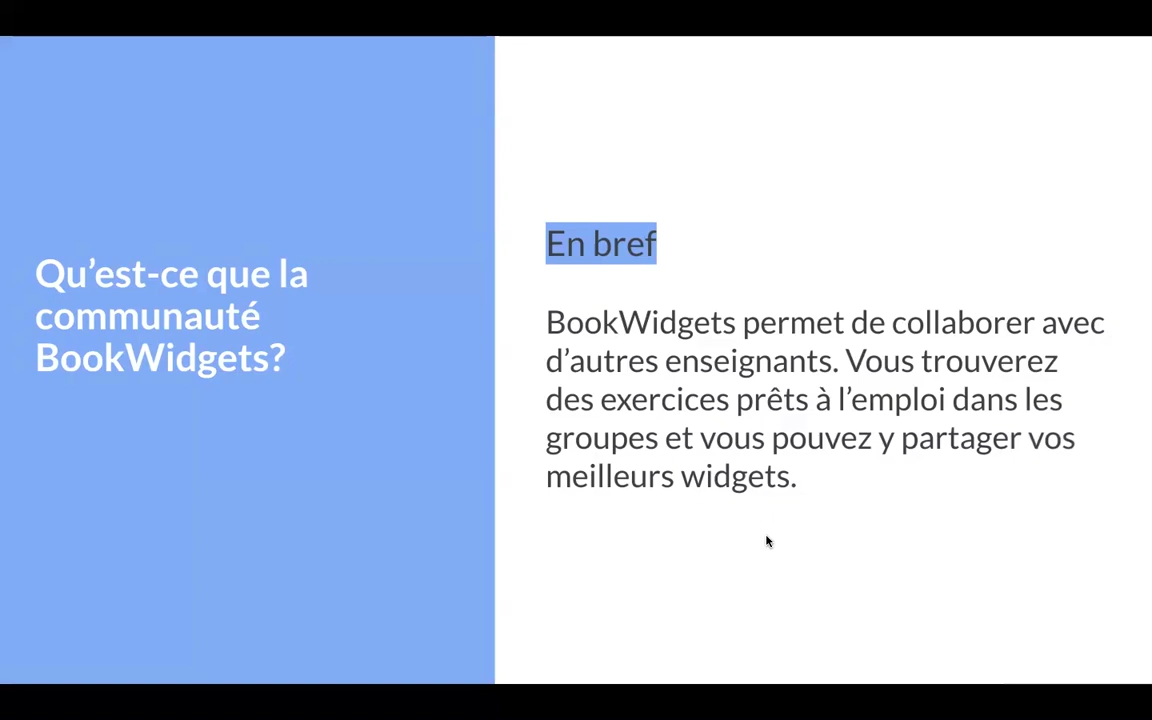 Qu’est-ce que la
communauté
BookWidgets?
En bref
BookWidgets permet de collaborer avec
d’autres enseignants. Vous trouverez
des exercices prêts à l’emploi dans les
groupes et vous pouvez y partager vos
meilleurs widgets.